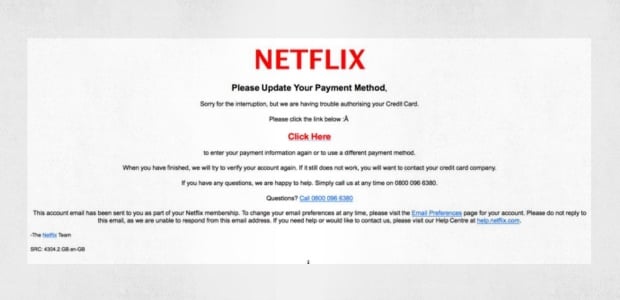 NETFLIX
Please Update Your Payment Method,
Sorry for the interruption, but we are having trouble authorising your Credit Card.
Please click the link below :Â
Click Here
to enter your payment information again or to use a different payment method.
When you have finished, we will try to verify your account again. If it still does not work, you will want to contact your credit card company.
If you have any questions, we are happy to help. Simply call us at any time on 0800 096 6380.
Questions? Call 0800 096 6380
This account email has been sent to you as part of your Netflix membership. To change your email preferences at any time, please visit the Email Preferences page for your account. Please do not reply to
this email, as we are unable to respond from this email address. If you need help or would like to contact us, please visit our Help Centre at help.netflix.com.
-The Netflix Team
SRC: 4304.2.GB.en-GB